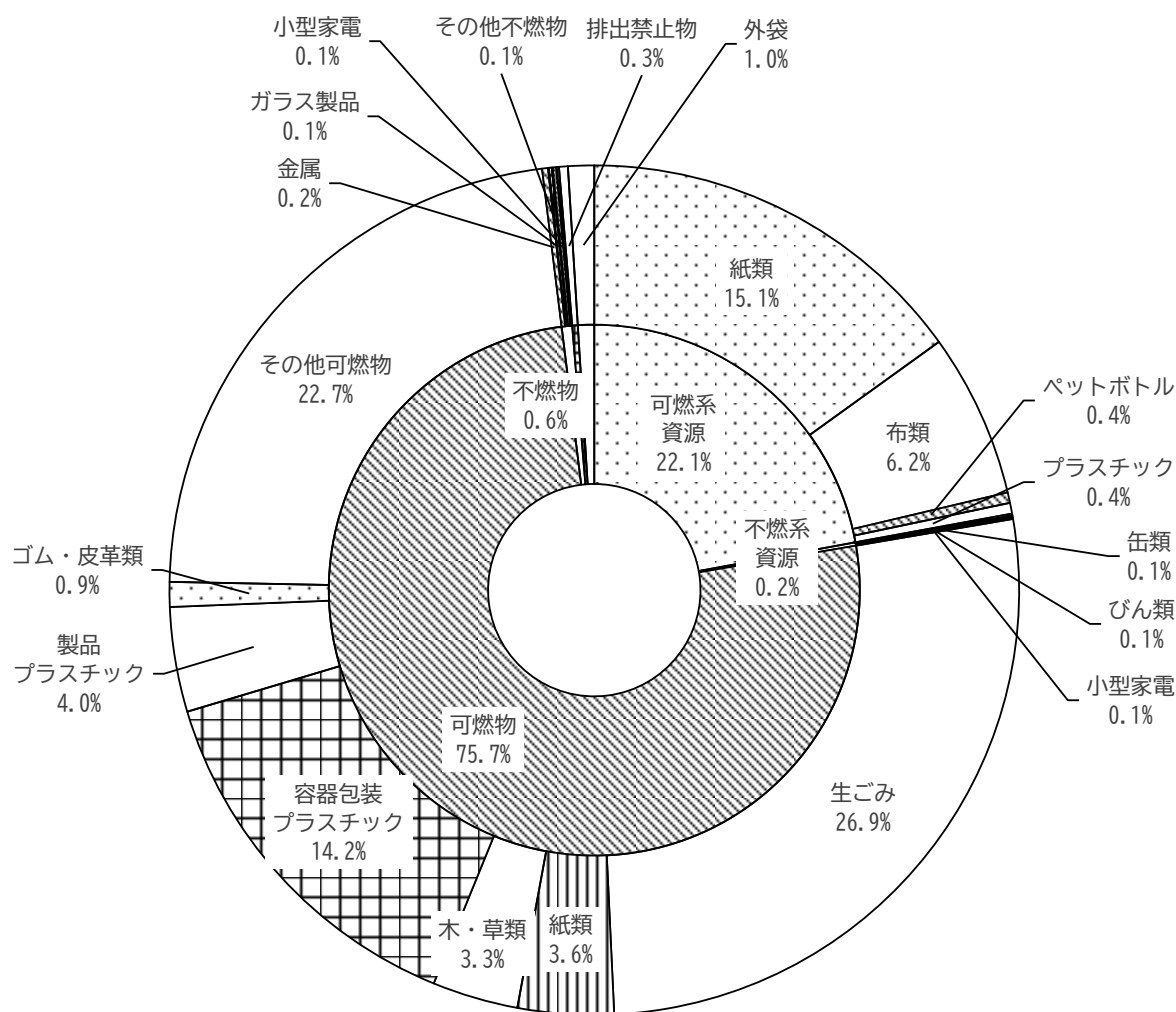 小型家電
0.1%
その他不燃物
0.1%
排出禁止物
0.3%
外袋
1.0%
ガラス製品
0.1%
金属
0.2%
紙類
15.1%
その他可燃物
22.7%
不燃物
0.6%
可燃系
資源
22.1%
布類
6.2%
ペットボトル
0.4%
プラスチック
0.4%
不燃系
資源
0.2%
缶類
0.1%
びん類
0.1%
小型家電
0.1%
ゴム・皮革類
0.9%
製品
プラスチック
4.0%
可燃物
75.7%
容器包装
プラスチック
14.2%
生ごみ
26.9%
木・草類
3.3%
紙類
3.6%